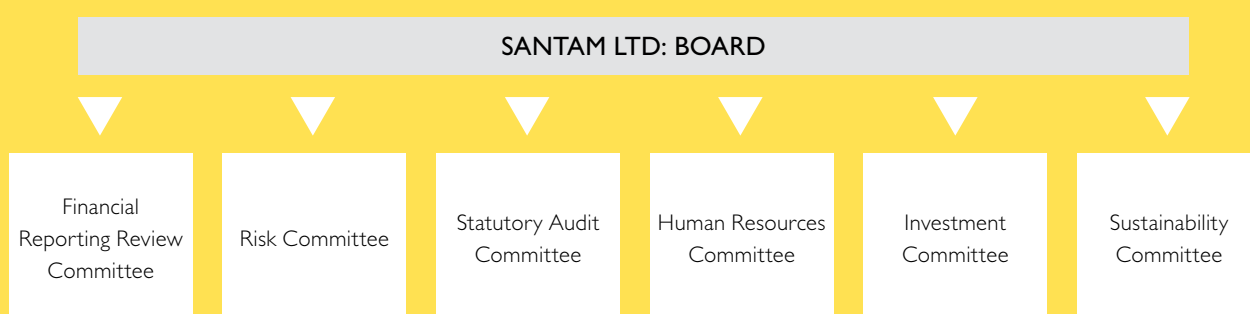 SANTAM LTD: BOARD
Financial
Reporting Review
Committee
Risk Committee
Statutory Audit
Committee
Human Resources
Committee
Investment
Committee
Sustainability
Committee